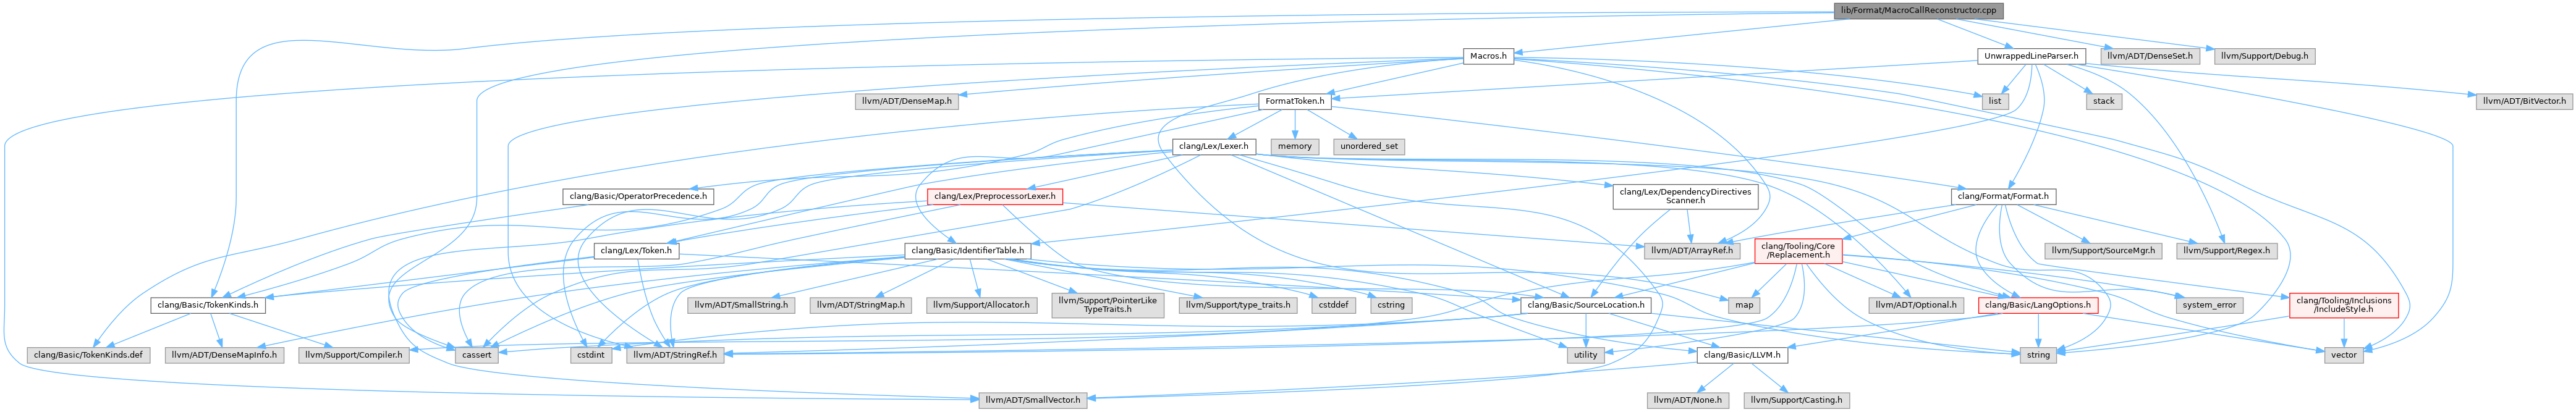 lib/Format/MacroCallReconstructor.cpp
Macros.h
UnwrappedLineParser.h
llvm/ADT/DenseSet.h
llvm/Support/Debug.h
llvm/ADT/DenseMap.h
FormatToken.h
list
stack
llvm/ADT/BitVector.h
clang/Lex/Lexer.h
memory
unordered_set
clang/Basic/OperatorPrecedence.h
clang/Lex/PreprocessorLexer.h
clang/Lex/DependencyDirectives
Scanner.h
clang/Format/Format.h
clang/Lex/Token.h
clang/Basic/IdentifierTable.h
llvm/ADT/ArrayRef.h
clang/Tooling/Core
/Replacement.h
llvm/Support/SourceMgr.h
llvm/Support/Regex.h
clang/Basic/TokenKinds.h
llvm/ADT/SmallString.h
llvm/ADT/StringMap.h
llvm/Support/Allocator.h
llvm/Support/PointerLike
TypeTraits.h
llvm/Support/type_traits.h
cstddef
cstring
clang/Basic/SourceLocation.h
map
llvm/ADT/Optional.h
clang/Basic/LangOptions.h
system_error
clang/Tooling/Inclusions
/IncludeStyle.h
clang/Basic/TokenKinds.def
llvm/ADT/DenseMapInfo.h
llvm/Support/Compiler.h
cassert
cstdint
llvm/ADT/StringRef.h
utility
clang/Basic/LLVM.h
string
vector
llvm/ADT/SmallVector.h
llvm/ADT/None.h
llvm/Support/Casting.h